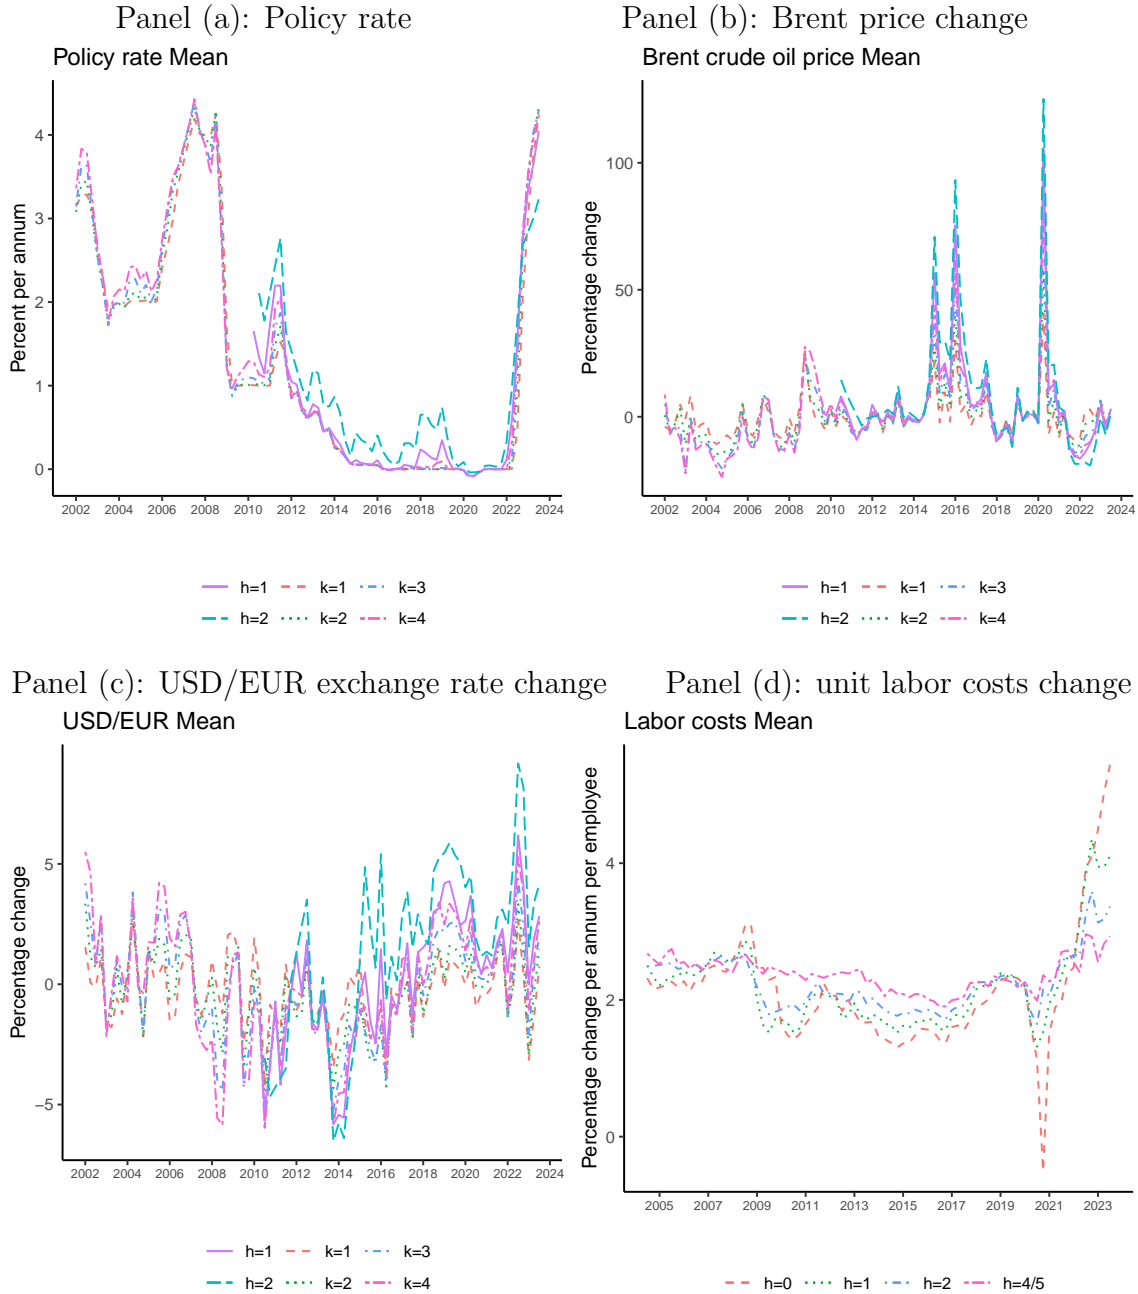 Panel (a): Policy rate
Policy rate Mean
Percent per annum
4
3
2
1
0
2002 2004 2006 2008 2010 2012 2014 2016 2018 2020 2022 2024
h=1 k=1 k=3
h=2 k=2 k=4
Panel (b): Brent price change
Brent crude oil price Mean
Percentage change
100
50
0
2002 2004 2006 2008 2010 2012 2014 2016 2018 2020 2022 2024
h=1 k=1 k=3
h=2 k=2 k=4
Panel (c): USD/EUR exchange rate change
USD/EUR Mean
Percentage change
5
0
−5
2002 2004 2006 2008 2010 2012 2014 2016 2018 2020 2022 2024
h=1 k=1 k=3
h=2 k=2 k=4
Panel (d): unit labor costs change
Labor costs Mean
Percentage change per annum per employee
4
2
0
2005 2007 2009 2011 2013 2015 2017 2019 2021 2023
h=0 h=1 h=2 h=4/5